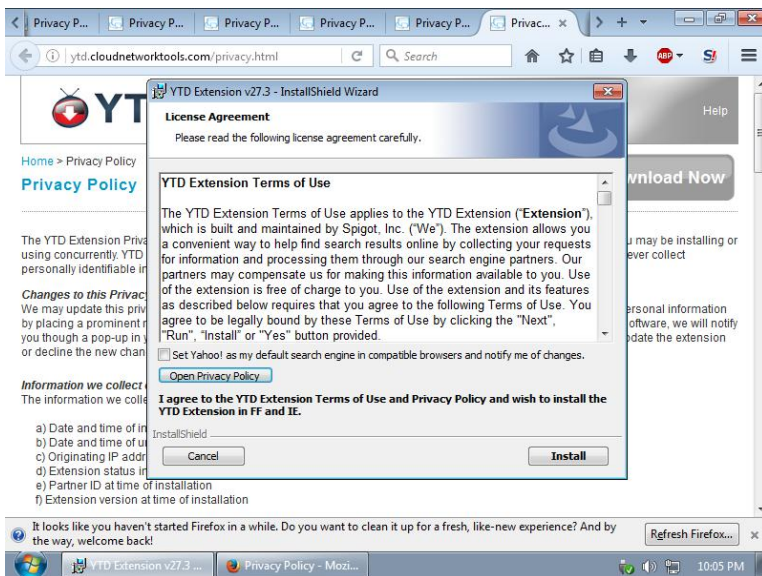 Privacy P...
Privacy P...
Privacy P...
Privacy P...
Privacy P...
Privac...
ytd.cloudnetworktools.com/privacy.html
Search
ABP
S!
YT
Help
Home > Privacy Policy
Privacy Policy
wnload Now
The YTD Extension Priva
u may be installing or
using concurrently. YTD
ever collect
personally identifiable in
Changes to this Privac
We may update this priv
ersonal information
by placing a prominent
oftware, we will notify
you though a pop-up in y
pdate the extension
or decline the new chan
Information we collect
The information we colle
a) Date and time of in
b) Date and time of u
c) Originating IP addr
d) Extension status in
e) Partner ID at time of installation
f) Extension version at time of installation
YTD Extension v27.3 - InstallShield Wizard
License Agreement
Please read the following license agreement carefully.
YTD Extension Terms of Use
The YTD Extension Terms of Use applies to the YTD Extension (“Extension”),
which is built and maintained by Spigot, Inc. (“We”). The extension allows you
a convenient way to help find search results online by collecting your requests
for information and processing them through our search engine partners. Our
partners may compensate us for making this information available to you. Use
of the extension is free of charge to you. Use of the extension and its features
as described below requires that you agree to the following Terms of Use. You
agree to be legally bound by these Terms of Use by clicking the "Next",
"Run", “Install” or "Yes" button provided.
Set Yahoo! as my default search engine in compatible browsers and notify me of changes.
Open Privacy Policy
I agree to the YTD Extension Terms of Use and Privacy Policy and wish to install the
YTD Extension in FF and IE.
InstallShield
Cancel
Install
It looks like you haven't started Firefox in a while. Do you want to clean it up for a fresh, like-new experience? And by
the way, welcome back!
Refresh Firefox...
YTD Extension v27.3 ...
Privacy Policy - Mozi...
10:05 PM